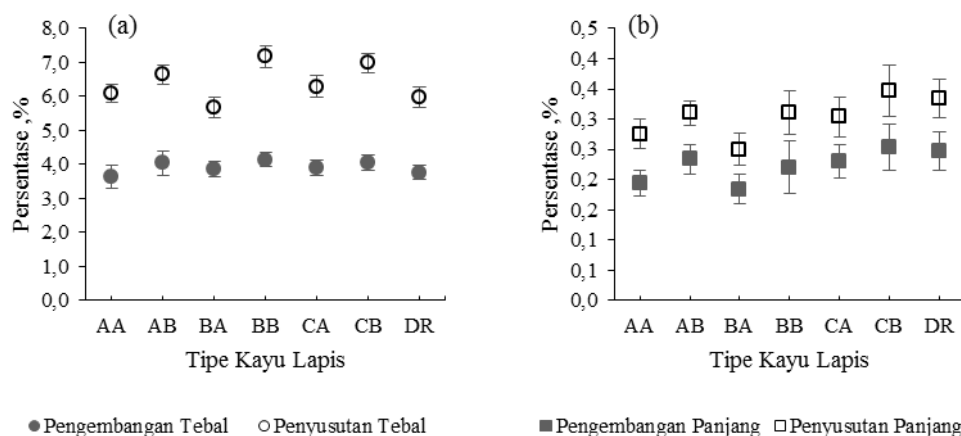 (a)
Persentase ,%
8,0
7,0
6,0
5,0
4,0
3,0
2,0
1,0
0,0
AA AB BA BB CA CB DR
Tipe Kayu Lapis
Pengembangan Tebal Penyusutan Tebal
(b)
Persentase ,%
0,5
0,4
0,4
0,3
0,3
0,2
0,2
0,1
0,1
0,0
AA AB BA BB CA CB DR
Tipe Kayu Lapis
Pengembangan Panjang Penyusutan Panjang